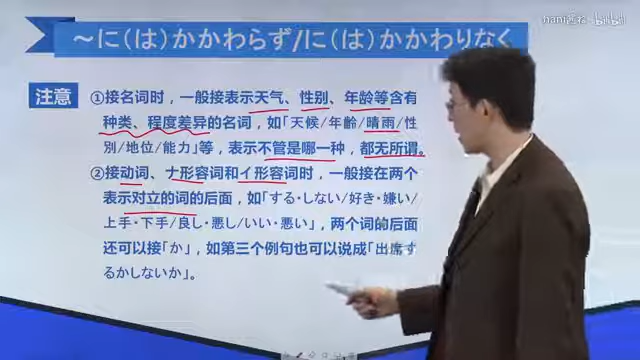 ～に（は）かかわらず/に（は）かかわりなく
注意
①接名词时，一般接表示天气、性别、年龄等含有
种类、程度差异的名词，如「天候/年齢/晴雨/性
別/地位/能力」等，表示不管是哪一种，都无所谓。
②接动词、ナ形容词和イ形容词时，一般接在两个
表示对立的词的后面，如「する·しない/好き·嫌い/
上手·下手/良し·悪し/いい·悪い」，两个词的后面
还可以接「か」，如第三个例句也可以说成「出席す
るかしないか」。
bilibili